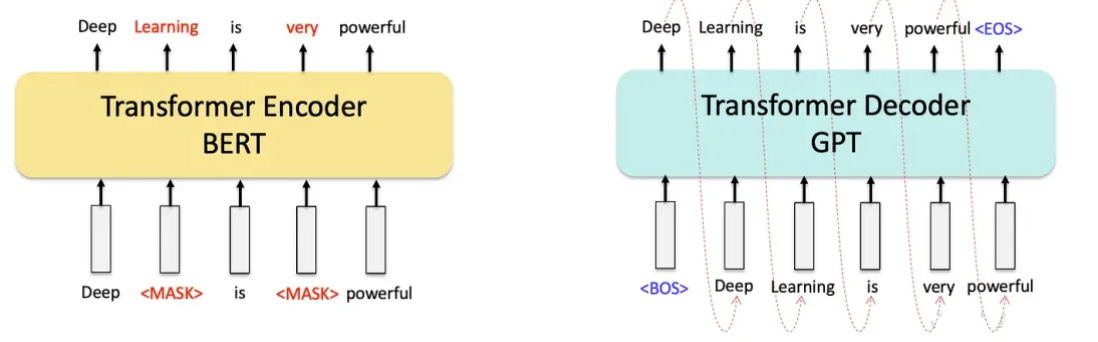 Deep Learning is very powerful
Transformer Encoder
BERT
Deep <MASK> is <MASK> powerful
Deep Learning is very powerful <EOS>
Transformer Decoder
GPT
<BOS> Deep Learning is very powerful